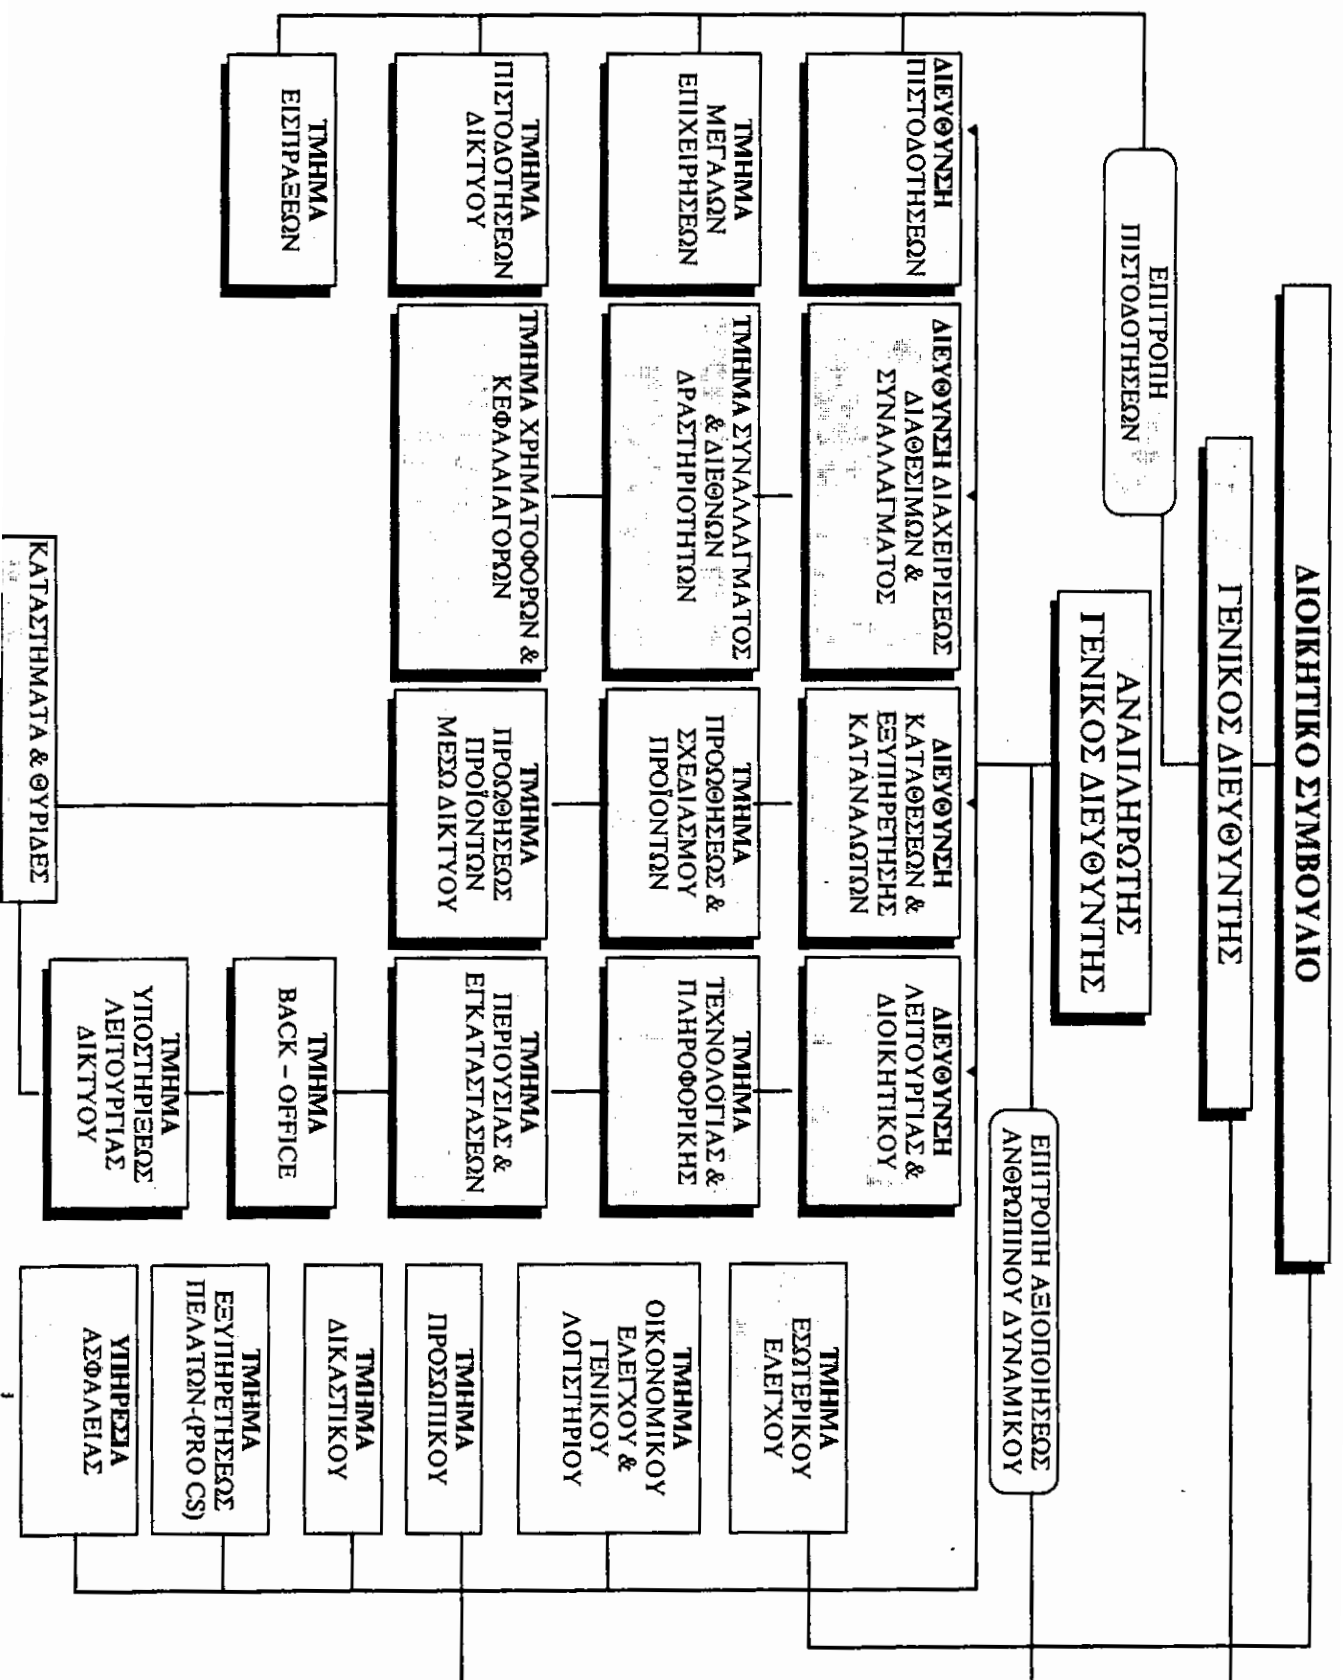 ΔΙΟΙΚΗΤΙΚΟ ΣΥΜΒΟΥΛΙΟ
ΓΕΝΙΚΟΣ ΔΙΕΥΘΥΝΤΗΣ
ΕΠΙΤΡΟΠΗ
ΠΙΣΤΟΔΟΤΗΣΕΩΝ
ΑΝΑΠΛΗΡΩΤΗΣ
ΓΕΝΙΚΟΣ ΔΙΕΥΘΥΝΤΗΣ
ΕΠΙΤΡΟΠΗ ΑΞΙΟΠΟΙΗΣΕΩΣ
ΑΝΘΡΩΠΙΝΟΥ ΔΥΝΑΜΙΚΟΥ
ΔΙΕΥΘΥΝΣΗ
ΠΙΣΤΟΔΟΤΗΣΕΩΝ
ΔΙΕΥΘΥΝΣΗ ΔΙΑΧΕΙΡΙΣΕΩΣ
ΔΙΑΘΕΣΙΜΩΝ &
ΣΥΝΑΛΛΑΓΜΑΤΟΣ
ΔΙΕΥΘΥΝΣΗ
ΚΑΤΑΘΕΣΕΩΝ &
ΕΞΥΠΗΡΕΤΗΣΗΣ
ΚΑΤΑΝΑΛΩΤΩΝ
ΔΙΕΥΘΥΝΣΗ
ΛΕΙΤΟΥΡΓΙΑΣ &
ΔΙΟΙΚΗΤΙΚΟΥ
ΤΜΗΜΑ
ΕΣΩΤΕΡΙΚΟΥ
ΕΛΕΓΧΟΥ
ΤΜΗΜΑ
ΜΕΓΑΛΩΝ
ΕΠΙΧΕΙΡΗΣΕΩΝ
ΤΜΗΜΑ ΣΥΝΑΛΛΑΓΜΑΤΟΣ
& ΔΙΕΘΝΩΝ
ΔΡΑΣΤΗΡΙΟΤΗΤΩΝ
ΤΜΗΜΑ
ΠΡΟΩΘΗΣΕΩΣ &
ΣΧΕΔΙΑΣΜΟΥ
ΠΡΟΪΟΝΤΩΝ
ΤΜΗΜΑ
ΤΕΧΝΟΛΟΓΙΑΣ &
ΠΛΗΡΟΦΟΡΙΚΗΣ
ΤΜΗΜΑ
ΟΙΚΟΝΟΜΙΚΟΥ
ΕΛΕΓΧΟΥ &
ΓΕΝΙΚΟΥ
ΛΟΓΙΣΤΗΡΙΟΥ
ΤΜΗΜΑ
ΠΙΣΤΟΔΟΤΗΣΕΩΝ
ΔΙΚΤΥΟΥ
ΤΜΗΜΑ ΧΡΗΜΑΤΟΦΟΡΩΝ &
ΚΕΦΑΛΑΙΑΓΟΡΩΝ
ΤΜΗΜΑ
ΠΡΟΩΘΗΣΕΩΣ
ΠΡΟΪΟΝΤΩΝ
ΜΕΣΩ ΔΙΚΤΥΟΥ
ΤΜΗΜΑ
ΠΕΡΙΟΥΣΙΑΣ &
ΕΓΚΑΤΑΣΤΑΣΕΩΝ
ΤΜΗΜΑ
ΠΡΟΣΩΠΙΚΟΥ
ΤΜΗΜΑ
ΕΙΣΠΡΑΞΕΩΝ
ΤΜΗΜΑ
BACK – OFFICE
ΤΜΗΜΑ
ΔΙΚΑΣΤΙΚΟΥ
ΤΜΗΜΑ
ΥΠΟΣΤΗΡΙΞΕΩΣ
ΛΕΙΤΟΥΡΓΙΑΣ
ΔΙΚΤΥΟΥ
ΤΜΗΜΑ
ΕΞΥΠΗΡΕΤΗΣΕΩΣ
ΠΕΛΑΤΩΝ-(PRO CS)
ΚΑΤΑΣΤΗΜΑΤΑ & ΘΥΡΙΔΕΣ
ΥΠΗΡΕΣΙΑ
ΑΣΦΑΛΕΙΑΣ